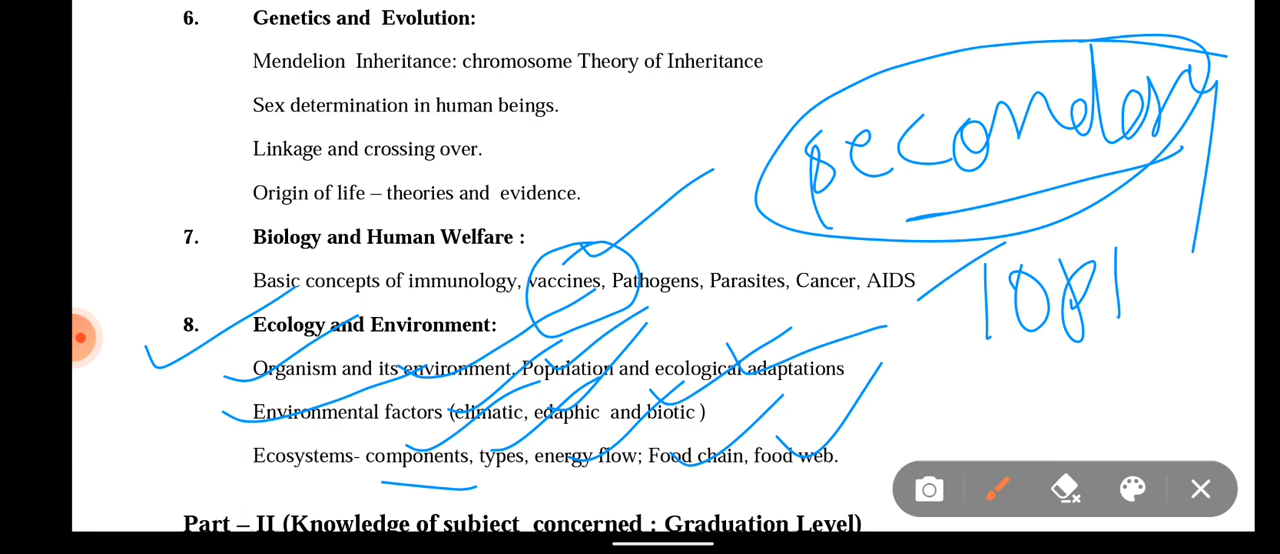 6. Genetics and Evolution:
Mendelion Inheritance: chromosome Theory of Inheritance
Sex determination in human beings.
Linkage and crossing over.
Origin of life – theories and evidence.
7. Biology and Human Welfare :
Basic concepts of immunology, vaccines, Pathogens, Parasites, Cancer, AIDS
8. Ecology and Environment:
Organism and its environment, Population and ecological adaptations
Environmental factors (climatic, edaphic and biotic )
Ecosystems- components, types, energy flow; Food chain, food web.
Part – II (Knowledge of subject concerned : Graduation Level)
secondary